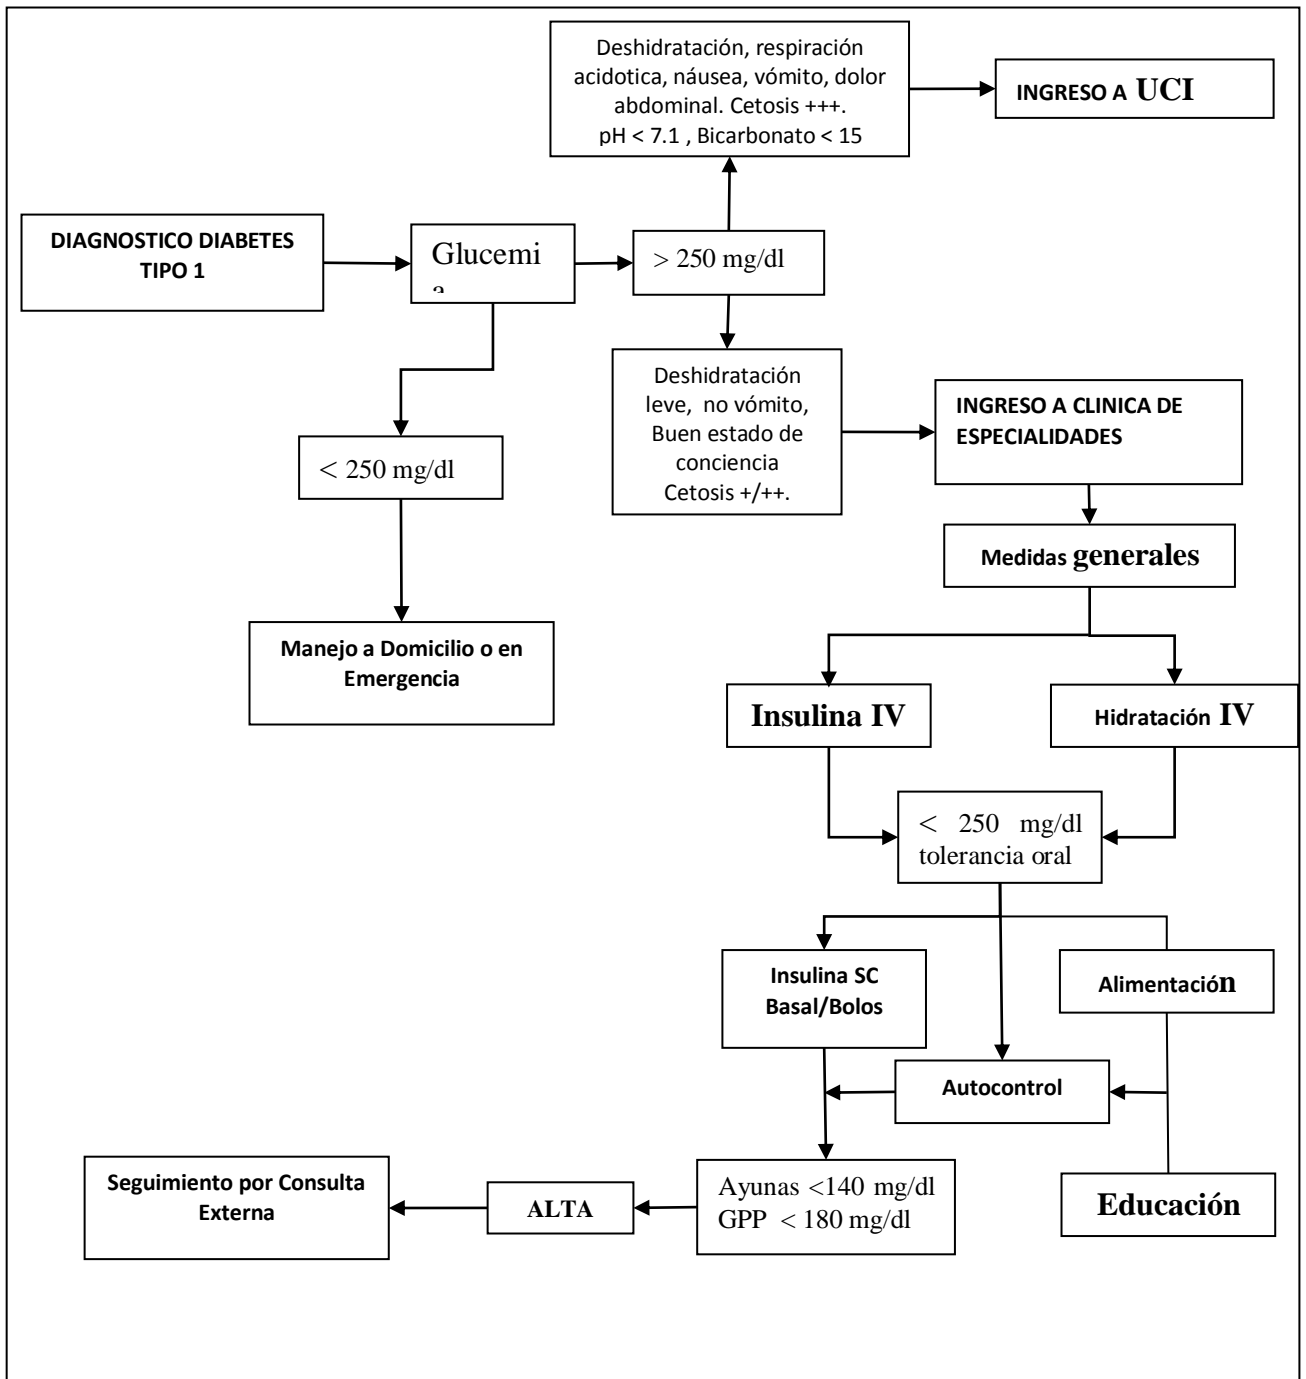 Deshidratación, respiración
acidotica, náusea, vómito, dolor
abdominal. Cetosis +++.
pH < 7.1 , Bicarbonato < 15
INGRESO A UCI
DIAGNOSTICO DIABETES
TIPO 1
Glucemi
a
> 250 mg/dl
Deshidratación
leve, no vómito,
Buen estado de
conciencia
Cetosis +/++.
INGRESO A CLINICA DE
ESPECIALIDADES
< 250 mg/dl
Medidas generales
Manejo a Domicilio o en
Emergencia
Insulina IV
Hidratación IV
< 250 mg/dl
tolerancia oral
Insulina SC
Basal/Bolos
Alimentación
Autocontrol
Seguimiento por Consulta
Externa
ALTA
Ayunas <140 mg/dl
GPP < 180 mg/dl
Educación